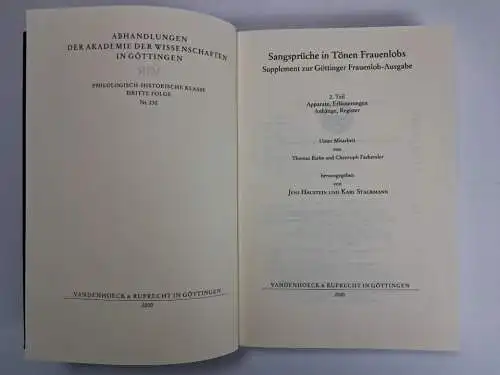 ABHANDLUNGEN
DER AKADEMIE DER WISSENSCHAFTEN
IN GÖTTINGEN
PHILOLOGISCH-HISTORISCHE KLASSE
DRITTE FOLGE
Nr. 232
VANDENHOECK & RUPRECHT IN GÖTTINGEN
2000
Sangsprüche in Tönen Frauenlobs
Supplement zur Göttinger Frauenlob-Ausgabe
2. Teil
Apparate, Erläuterungen
Anhänge, Register
Unter Mitarbeit
von
Thomas Riebe und Christoph Fasbender
herausgegeben
von
JENS HAUSTEIN UND KARL STACKMANN
VANDENHOECK & RUPRECHT IN GÖTTINGEN
2000